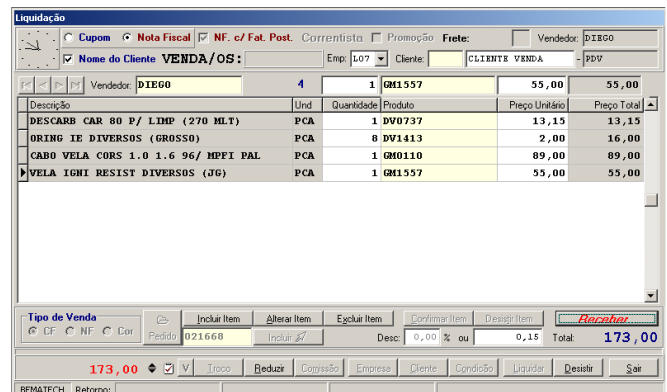 Liquidação
Cupom Nota Fiscal NF. c/ Fat. Post. Correntista Promoção Frete: Vendedor: DIEGO
Nome do Cliente VENDA/OS: Emp: L07 Cliente: CLIENTE VENDA - PDV
Vendedor: DIEGO 4 1 GM1557 55,00 55,00
Descrição Und Quantidade Produto Preço Unitário Preço Total
DESCARB CAR 80 P/ LIMP (270 MLT) PCA 1 DV0737 13,15 13,15
ORING IE DIVERSOS (GROSSO) PCA 8 DV1413 2,00 16,00
CABO VELA CORS 1.0 1.6 96/ MPFI PAL PCA 1 GM0110 89,00 89,00
VELA IGNI RESIST DIVERSOS (JG) PCA 1 GM1557 55,00 55,00
Tipo de Venda Incluir Item Alterar Item Excluir Item Confirmar Item Desistir Item Receber
CF NF Cor Pedido 021668 Incluir Desc: 0,00 % ou 0,15 Total: 173,00
173,00 V Troco Reduzir Comissão Empresa Cliente Condição Liquidar Desistir Sair
BEMATECH Retorno: